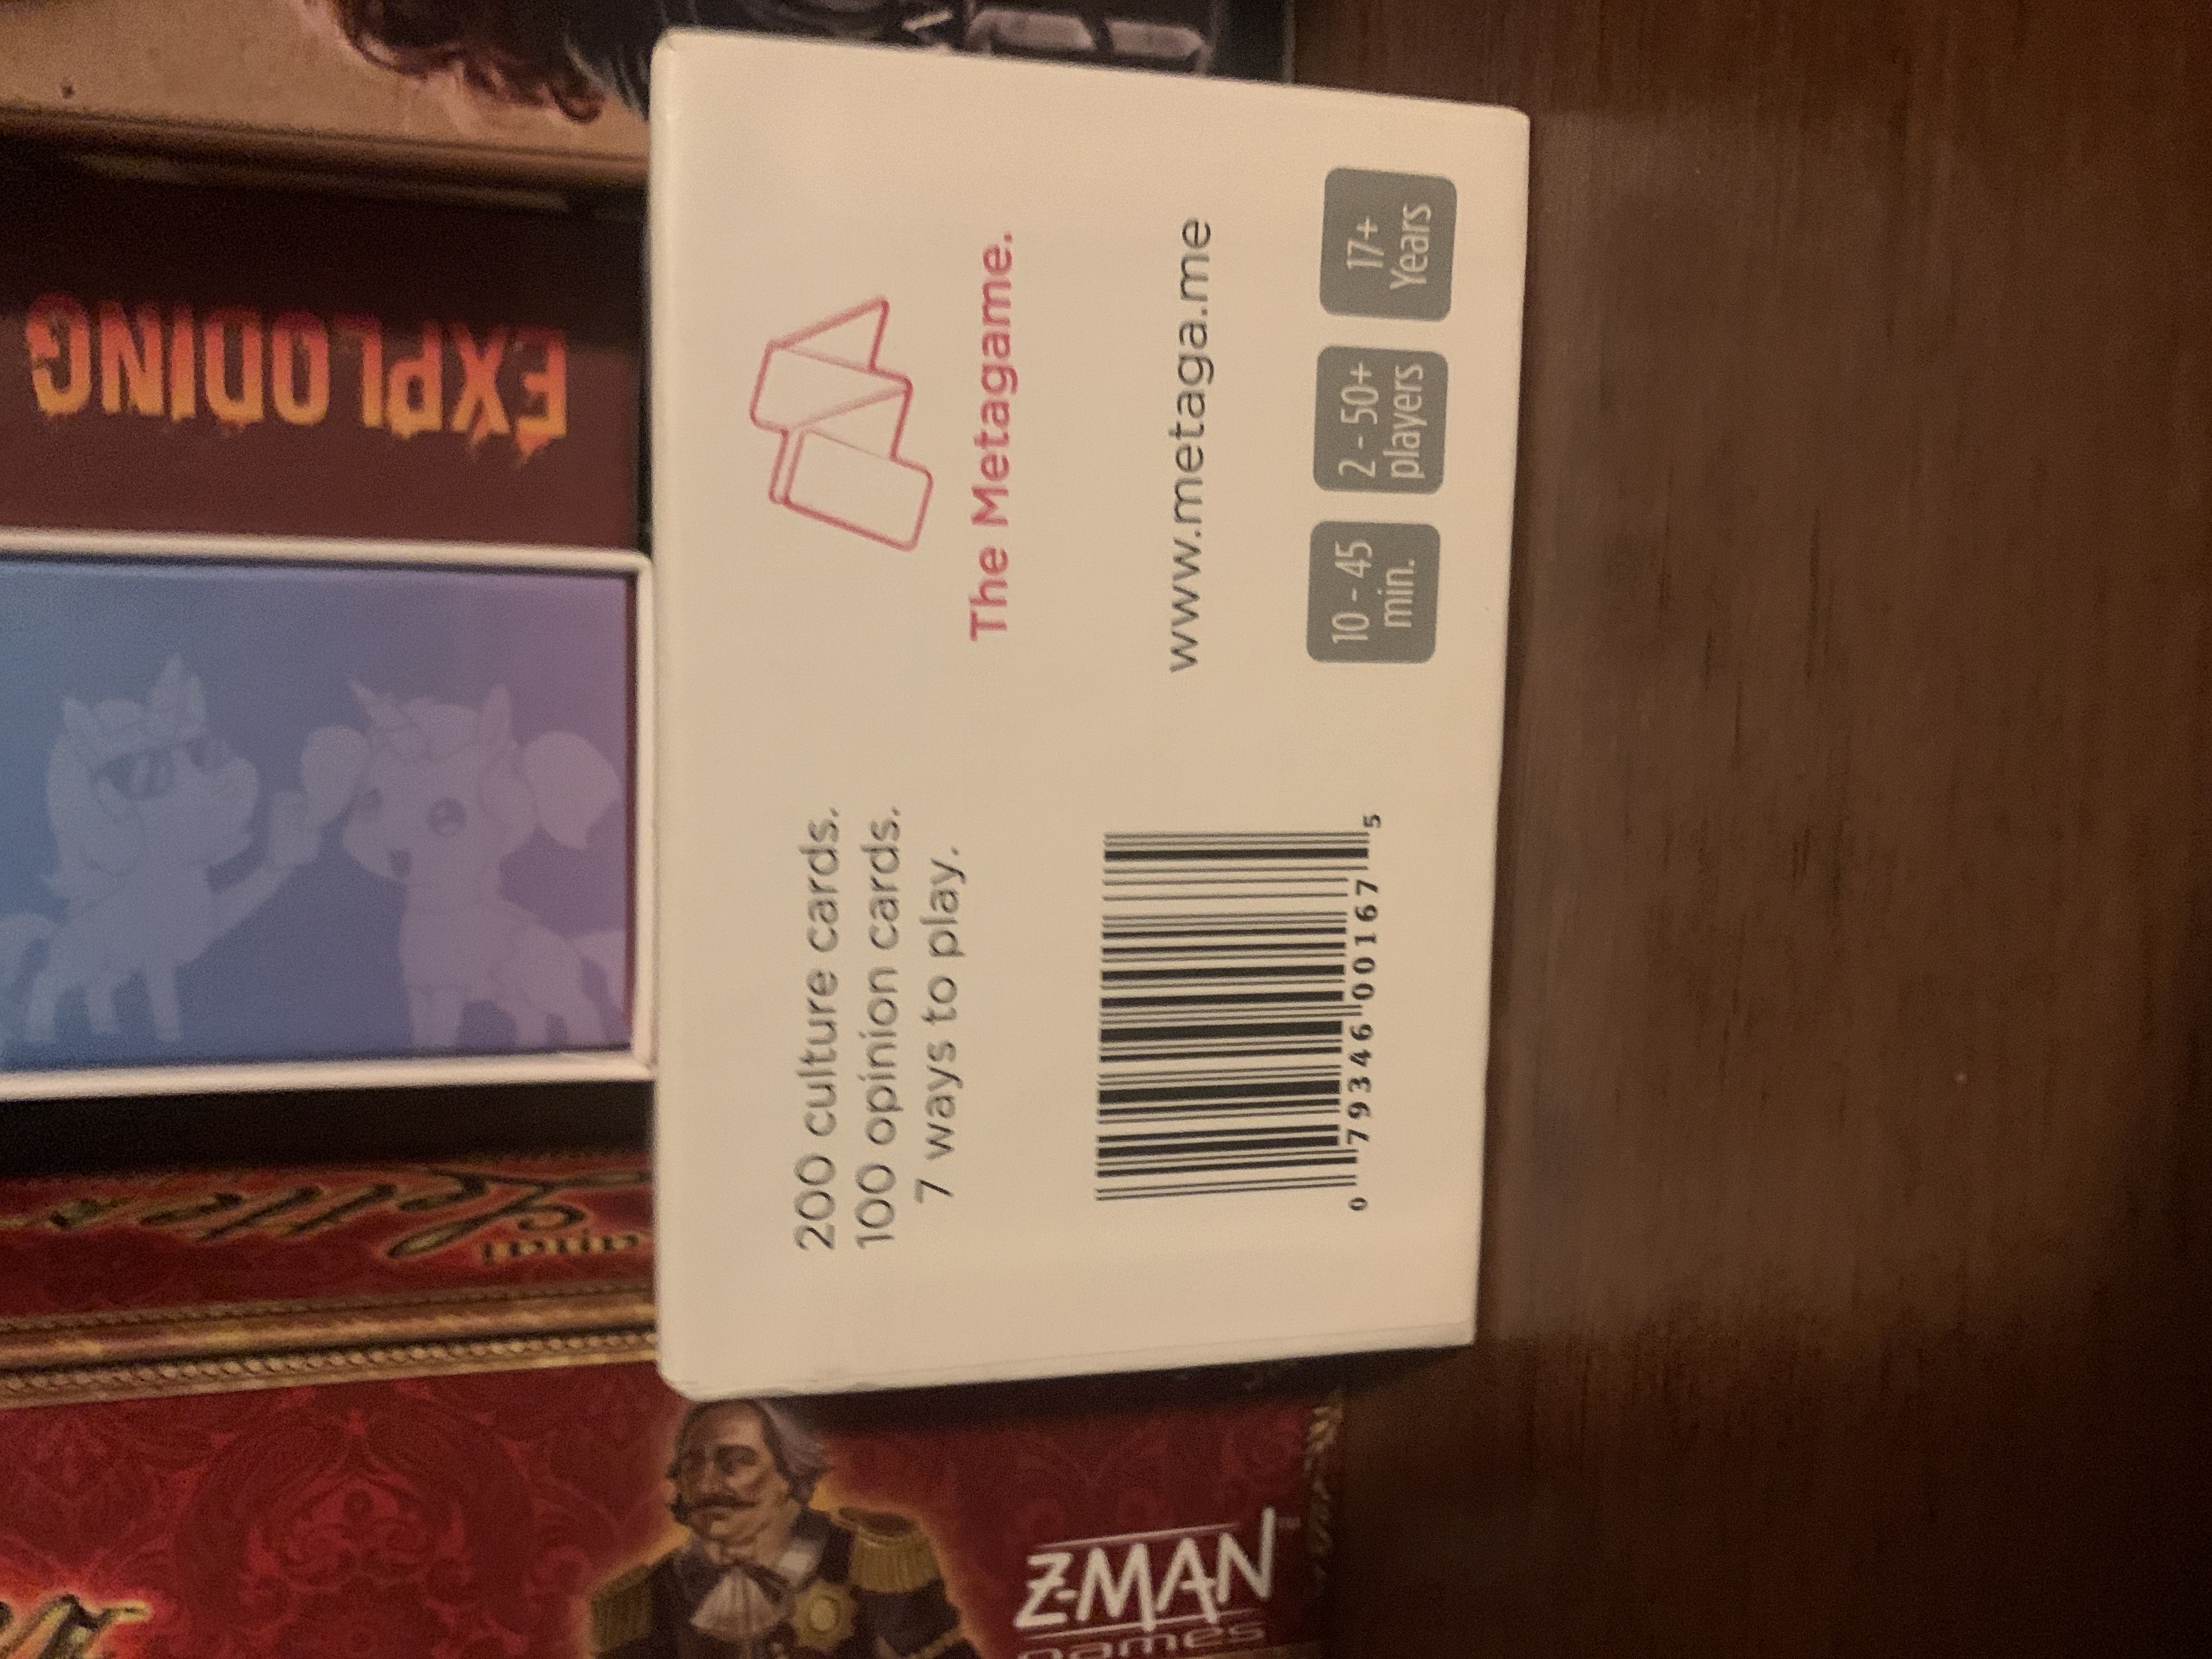 EXPLODING
200 culture cards.
100 opinion cards.
7 ways to play.
The Metagame.
www.metaga.me
10 - 45
min.
2 - 50+
players
17+
Years
0 79346 00167 5
Letter
Z-MAN
games